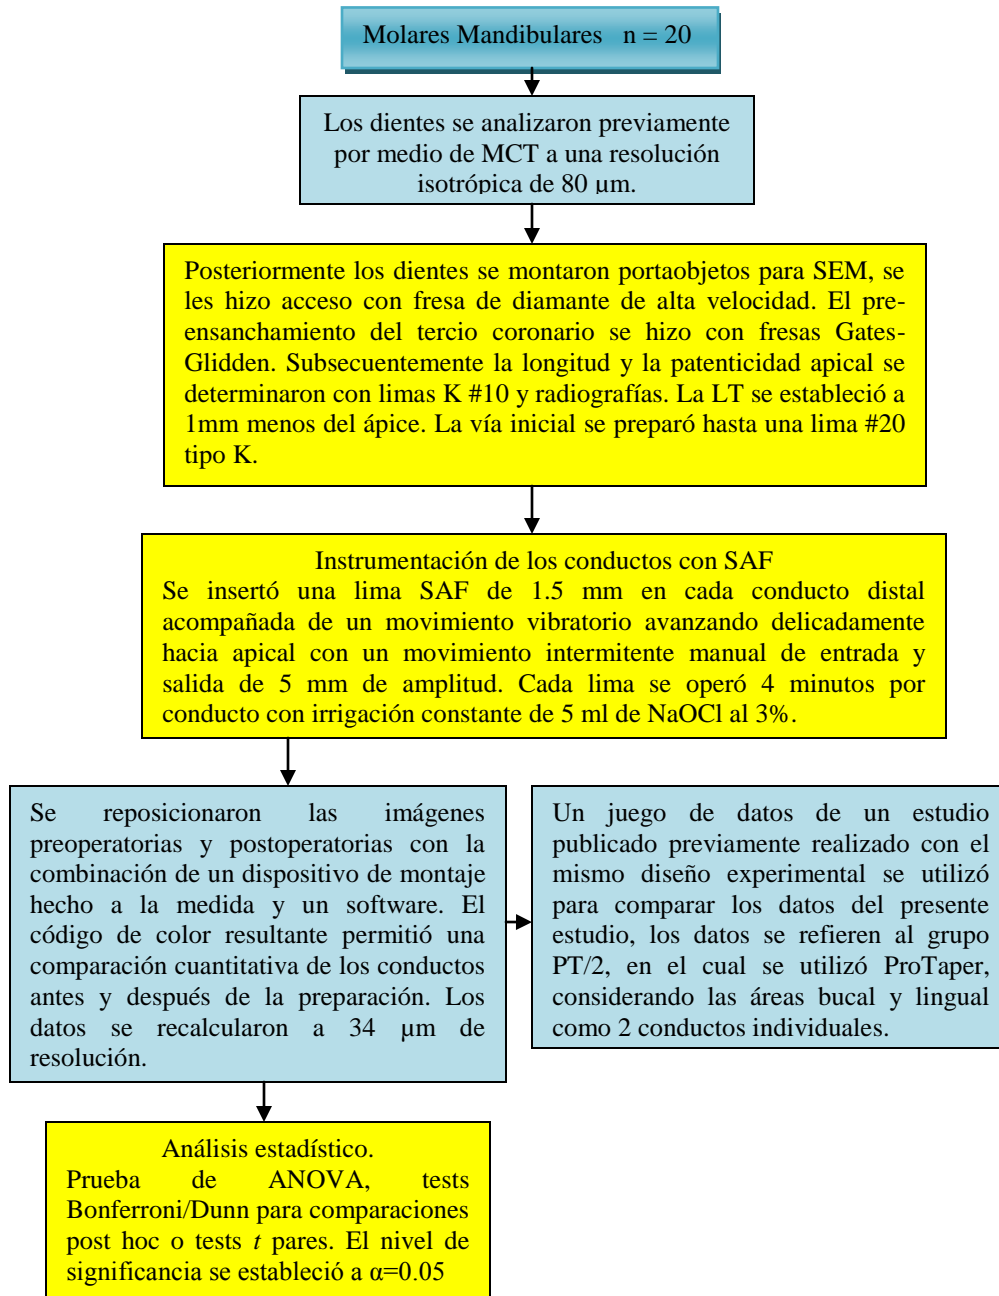 Molares Mandibulares n = 20
Los dientes se analizaron previamente
por medio de MCT a una resolución
isotrópica de 80 µm.
Posteriormente los dientes se montaron portaobjetos para SEM, se
les hizo acceso con fresa de diamante de alta velocidad. El pre-
ensanchamiento del tercio coronario se hizo con fresas Gates-
Glidden. Subsecuentemente la longitud y la patenticidad apical se
determinaron con limas K #10 y radiografías. La LT se estableció a
1mm menos del ápice. La vía inicial se preparó hasta una lima #20
tipo K.
Instrumentación de los conductos con SAF
Se insertó una lima SAF de 1.5 mm en cada conducto distal
acompañada de un movimiento vibratorio avanzando delicadamente
hacia apical con un movimiento intermitente manual de entrada y
salida de 5 mm de amplitud. Cada lima se operó 4 minutos por
conducto con irrigación constante de 5 ml de NaOCl al 3%.
Se reposicionaron las imágenes
preoperatorias y postoperatorias con la
combinación de un dispositivo de montaje
hecho a la medida y un software. El
código de color resultante permitió una
comparación cuantitativa de los conductos
antes y después de la preparación. Los
datos se recalcularon a 34 µm de
resolución.
Un juego de datos de un estudio
publicado previamente realizado con el
mismo diseño experimental se utilizó
para comparar los datos del presente
estudio, los datos se refieren al grupo
PT/2, en el cual se utilizó ProTaper,
considerando las áreas bucal y lingual
como 2 conductos individuales.
Análisis estadístico.
Prueba de ANOVA, tests
Bonferroni/Dunn para comparaciones
post hoc o tests t pares. El nivel de
significancia se estableció a α=0.05